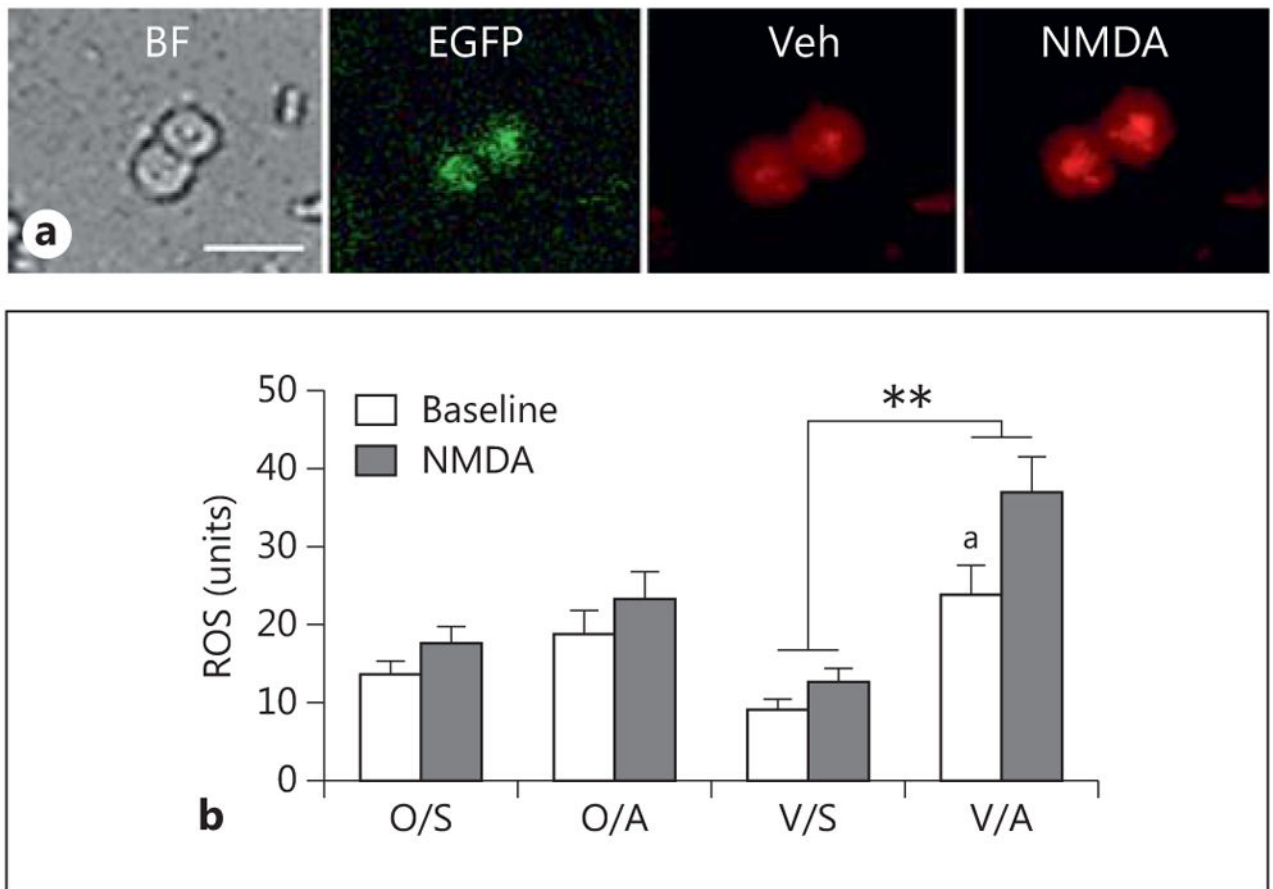 BF EGFP Veh NMDA
a
50
40
30
20
10
0
ROS (units)
Baseline
NMDA
**
a
b
O/S O/A V/S V/A